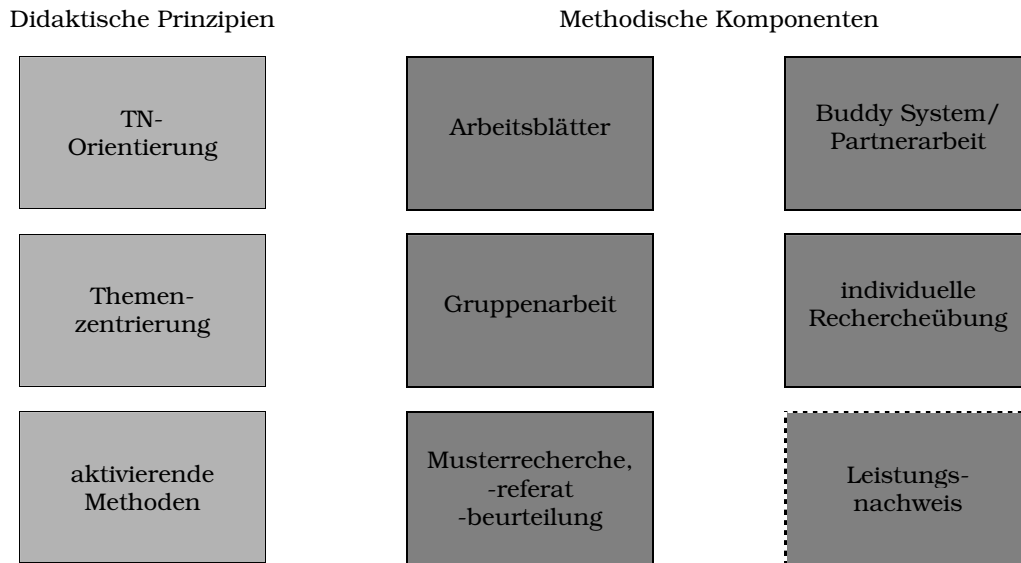 Didaktische Prinzipien
Methodische Komponenten
TN-
Orientierung
Arbeitsblätter
Buddy System/
Partnerarbeit
Themen-
zentrierung
Gruppenarbeit
individuelle
Rechercheübung
aktivierende
Methoden
Musterrecherche,
-referat
-beurteilung
Leistungs-
nachweis